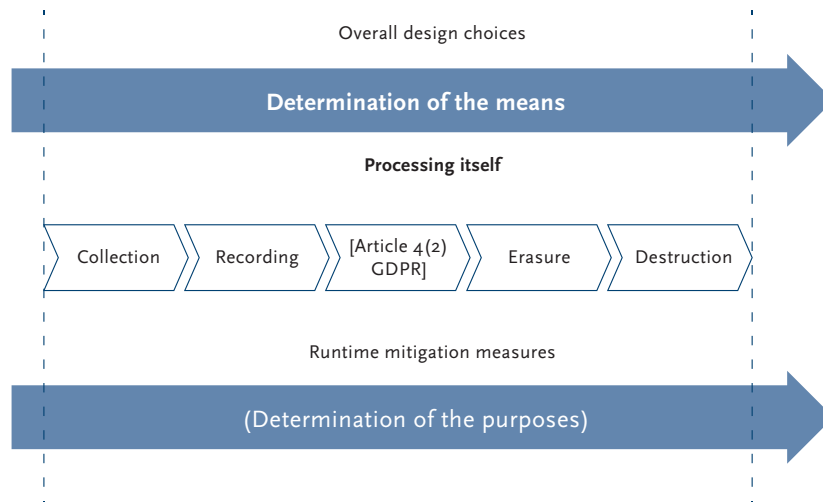 Overall design choices
Determination of the means
Processing itself
Collection
Recording
[Article 4(2)
GDPR]
Erasure
Destruction
Runtime mitigation measures
(Determination of the purposes)